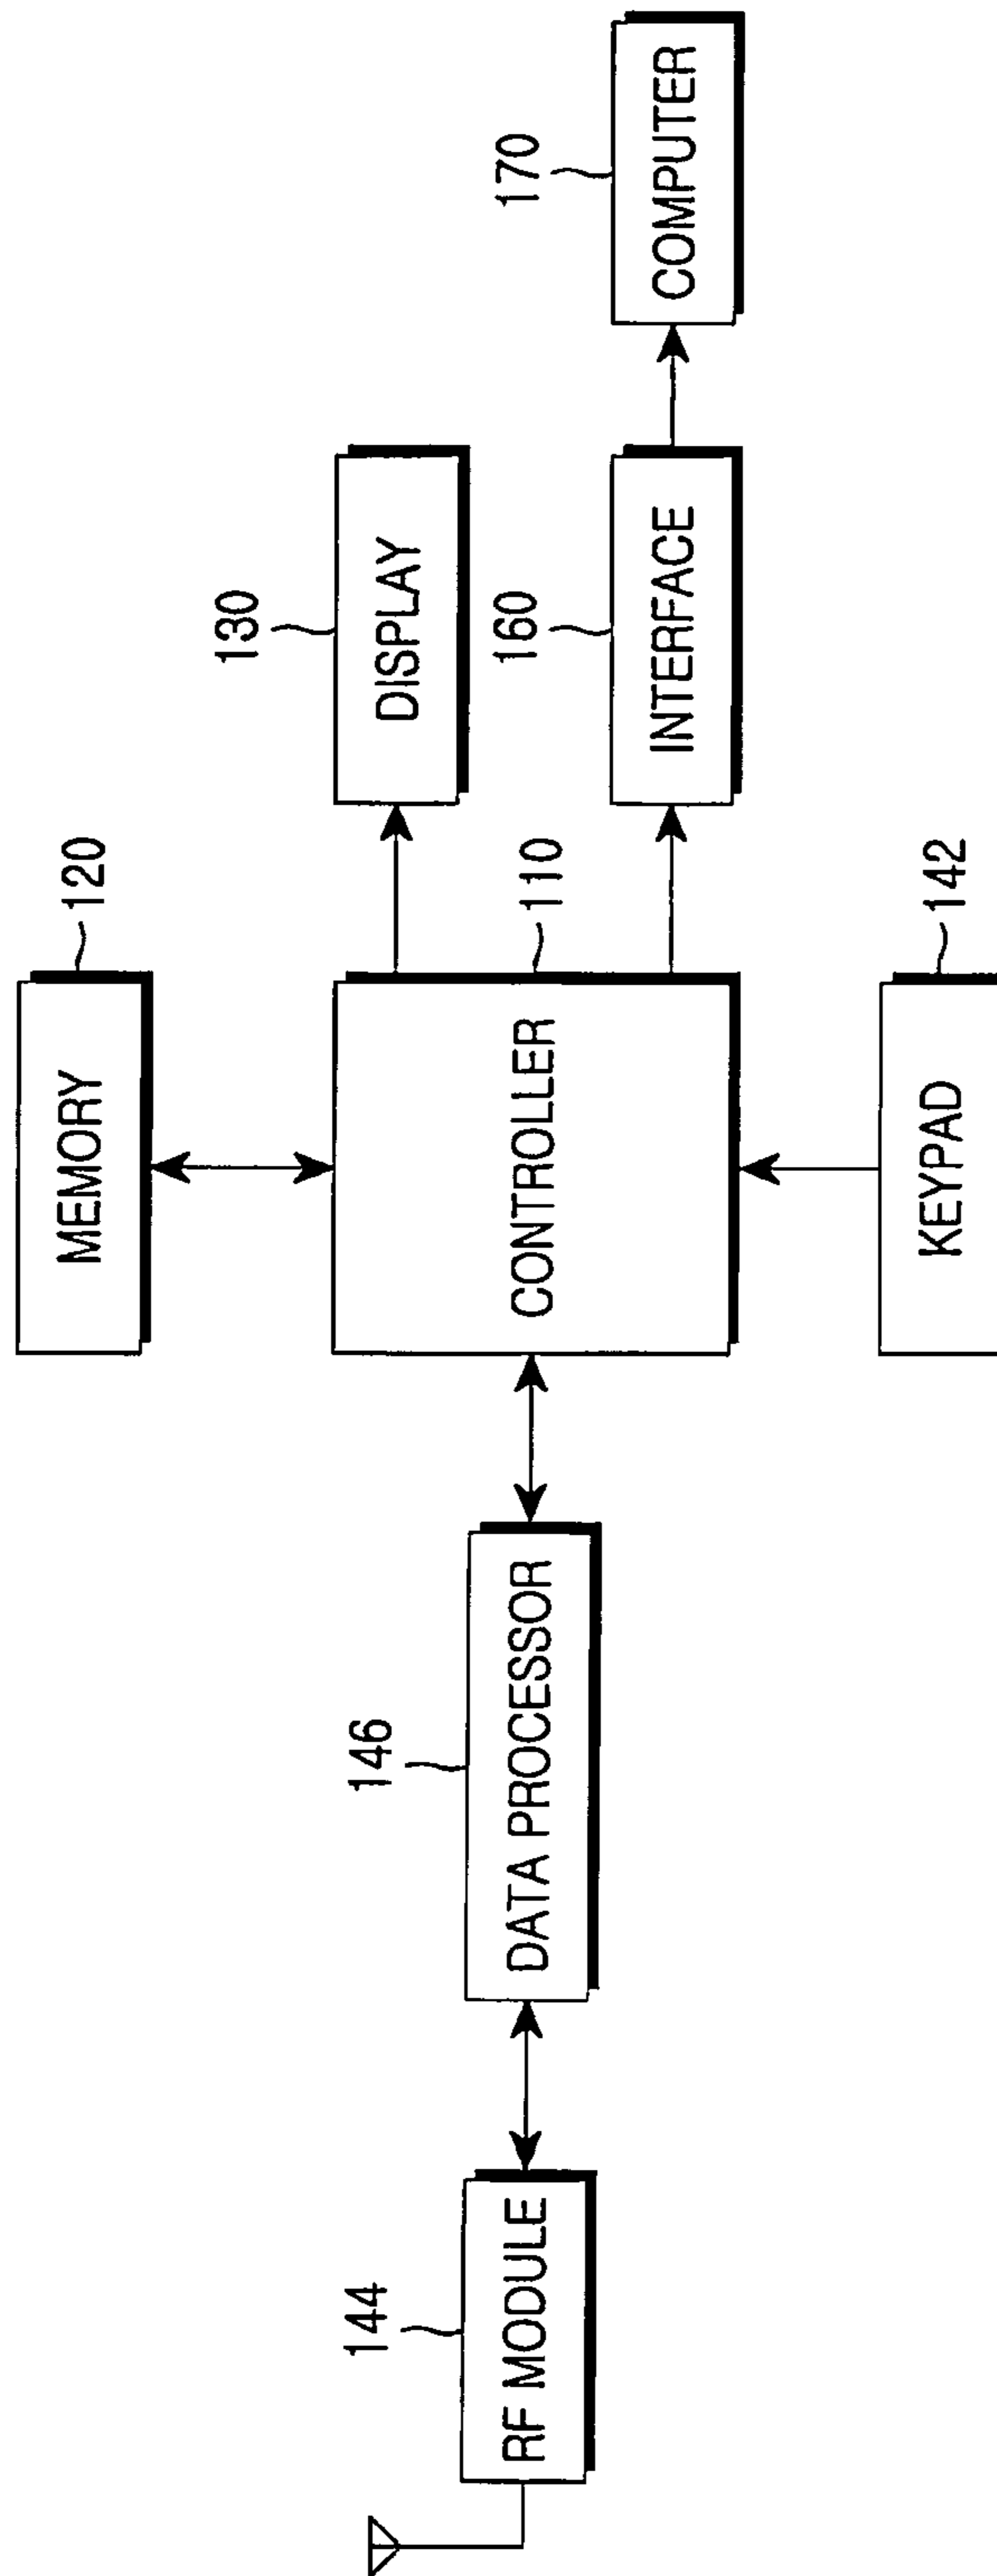 120
MEMORY
130
DISPLAY
144
RF MODULE
146
DATA PROCESSOR
CONTROLLER
110
160
INTERFACE
170
COMPUTER
KEYPAD
142